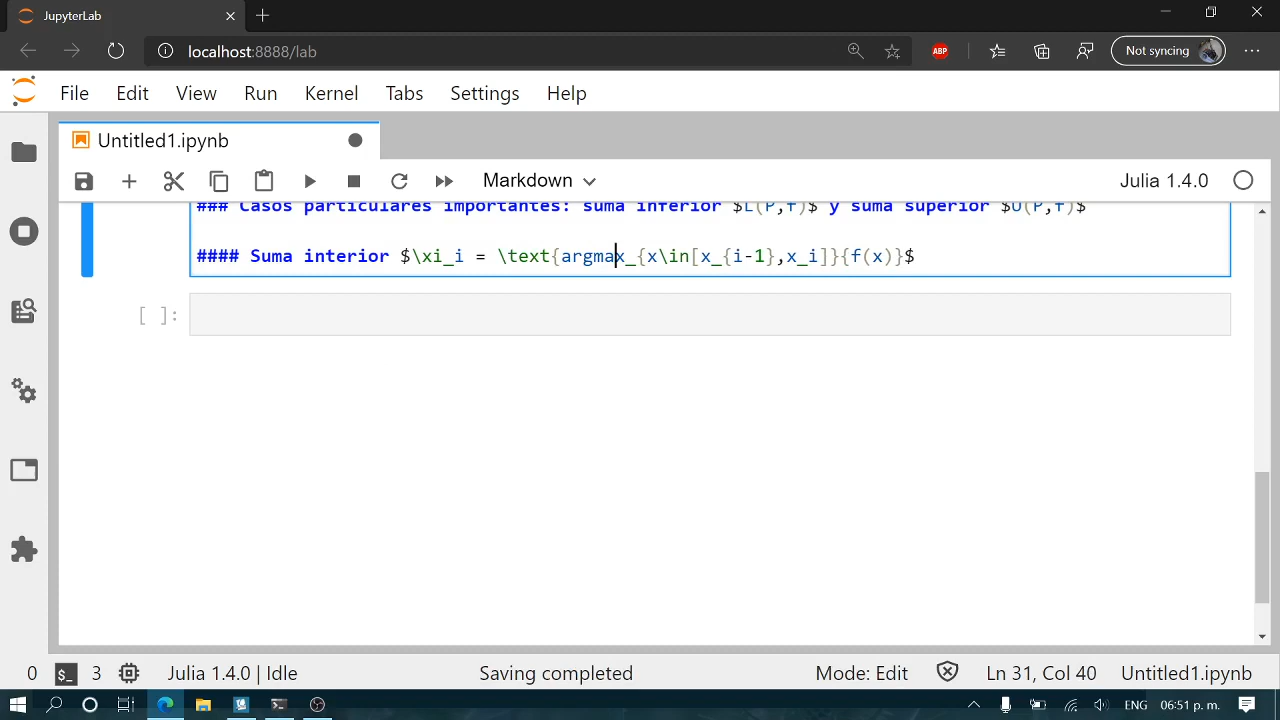 JupyterLab
localhost:8888/lab
ABP
Not syncing
File Edit View Run Kernel Tabs Settings Help
Untitled1.ipynb
Markdown
Julia 1.4.0
### Casos particulares importantes: suma inferior $L(P,f)$ y suma superior $U(P,f)$
#### Suma interior $\xi_i = \text{argmax_{x\in[x_{i-1},x_i]}{f(x)}$
[ ]:
0 $_ 3 Julia 1.4.0 | Idle Saving completed Mode: Edit Ln 31, Col 40 Untitled1.ipynb
ENG 06:51 p. m.